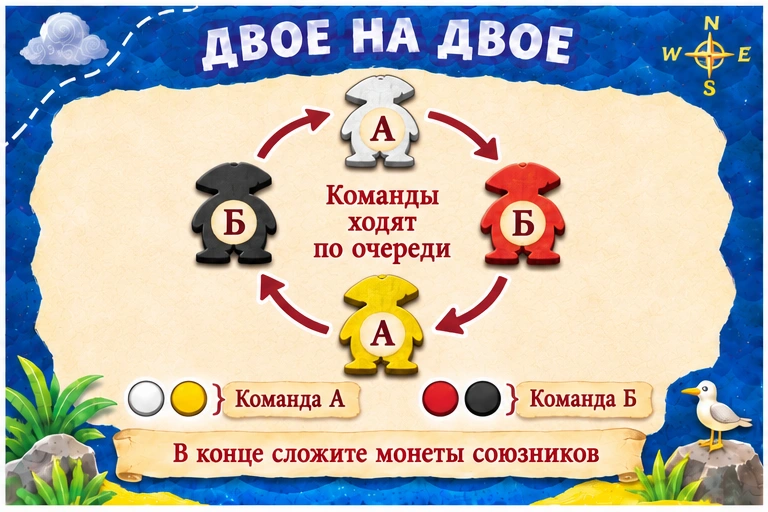 ДВОЕ НА ДВОЕ
N
W E
S
А
Б
Б
Команды
ходят
по очереди
А
Команда А
Команда Б
В конце сложите монеты союзников